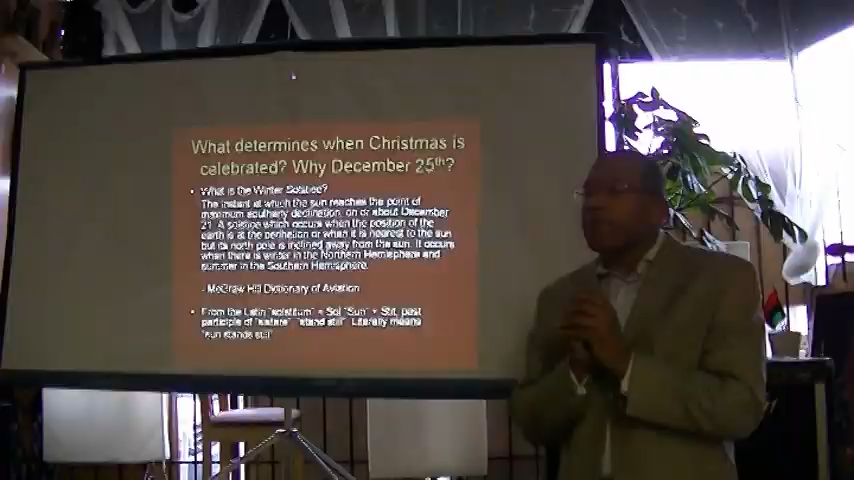 What determines when Christmas is
celebrated? Why December 25th?
• What is the Winter Solstice?
The instant at which the sun reaches the point of
maximum southerly declination, on or about December
21. A solstice which occurs when the position of the
earth is at the perihelion or when it is nearest to the sun
but its north pole is inclined away from the sun. It occurs
when there is winter in the Northern Hemisphere and
summer in the Southern Hemisphere.
- McGraw Hill Dictionary of Aviation
• From the Latin "solstitium" = Sol "Sun" + Stit, past
participle of "sistere" "stand still" Literally means
"sun stands still"